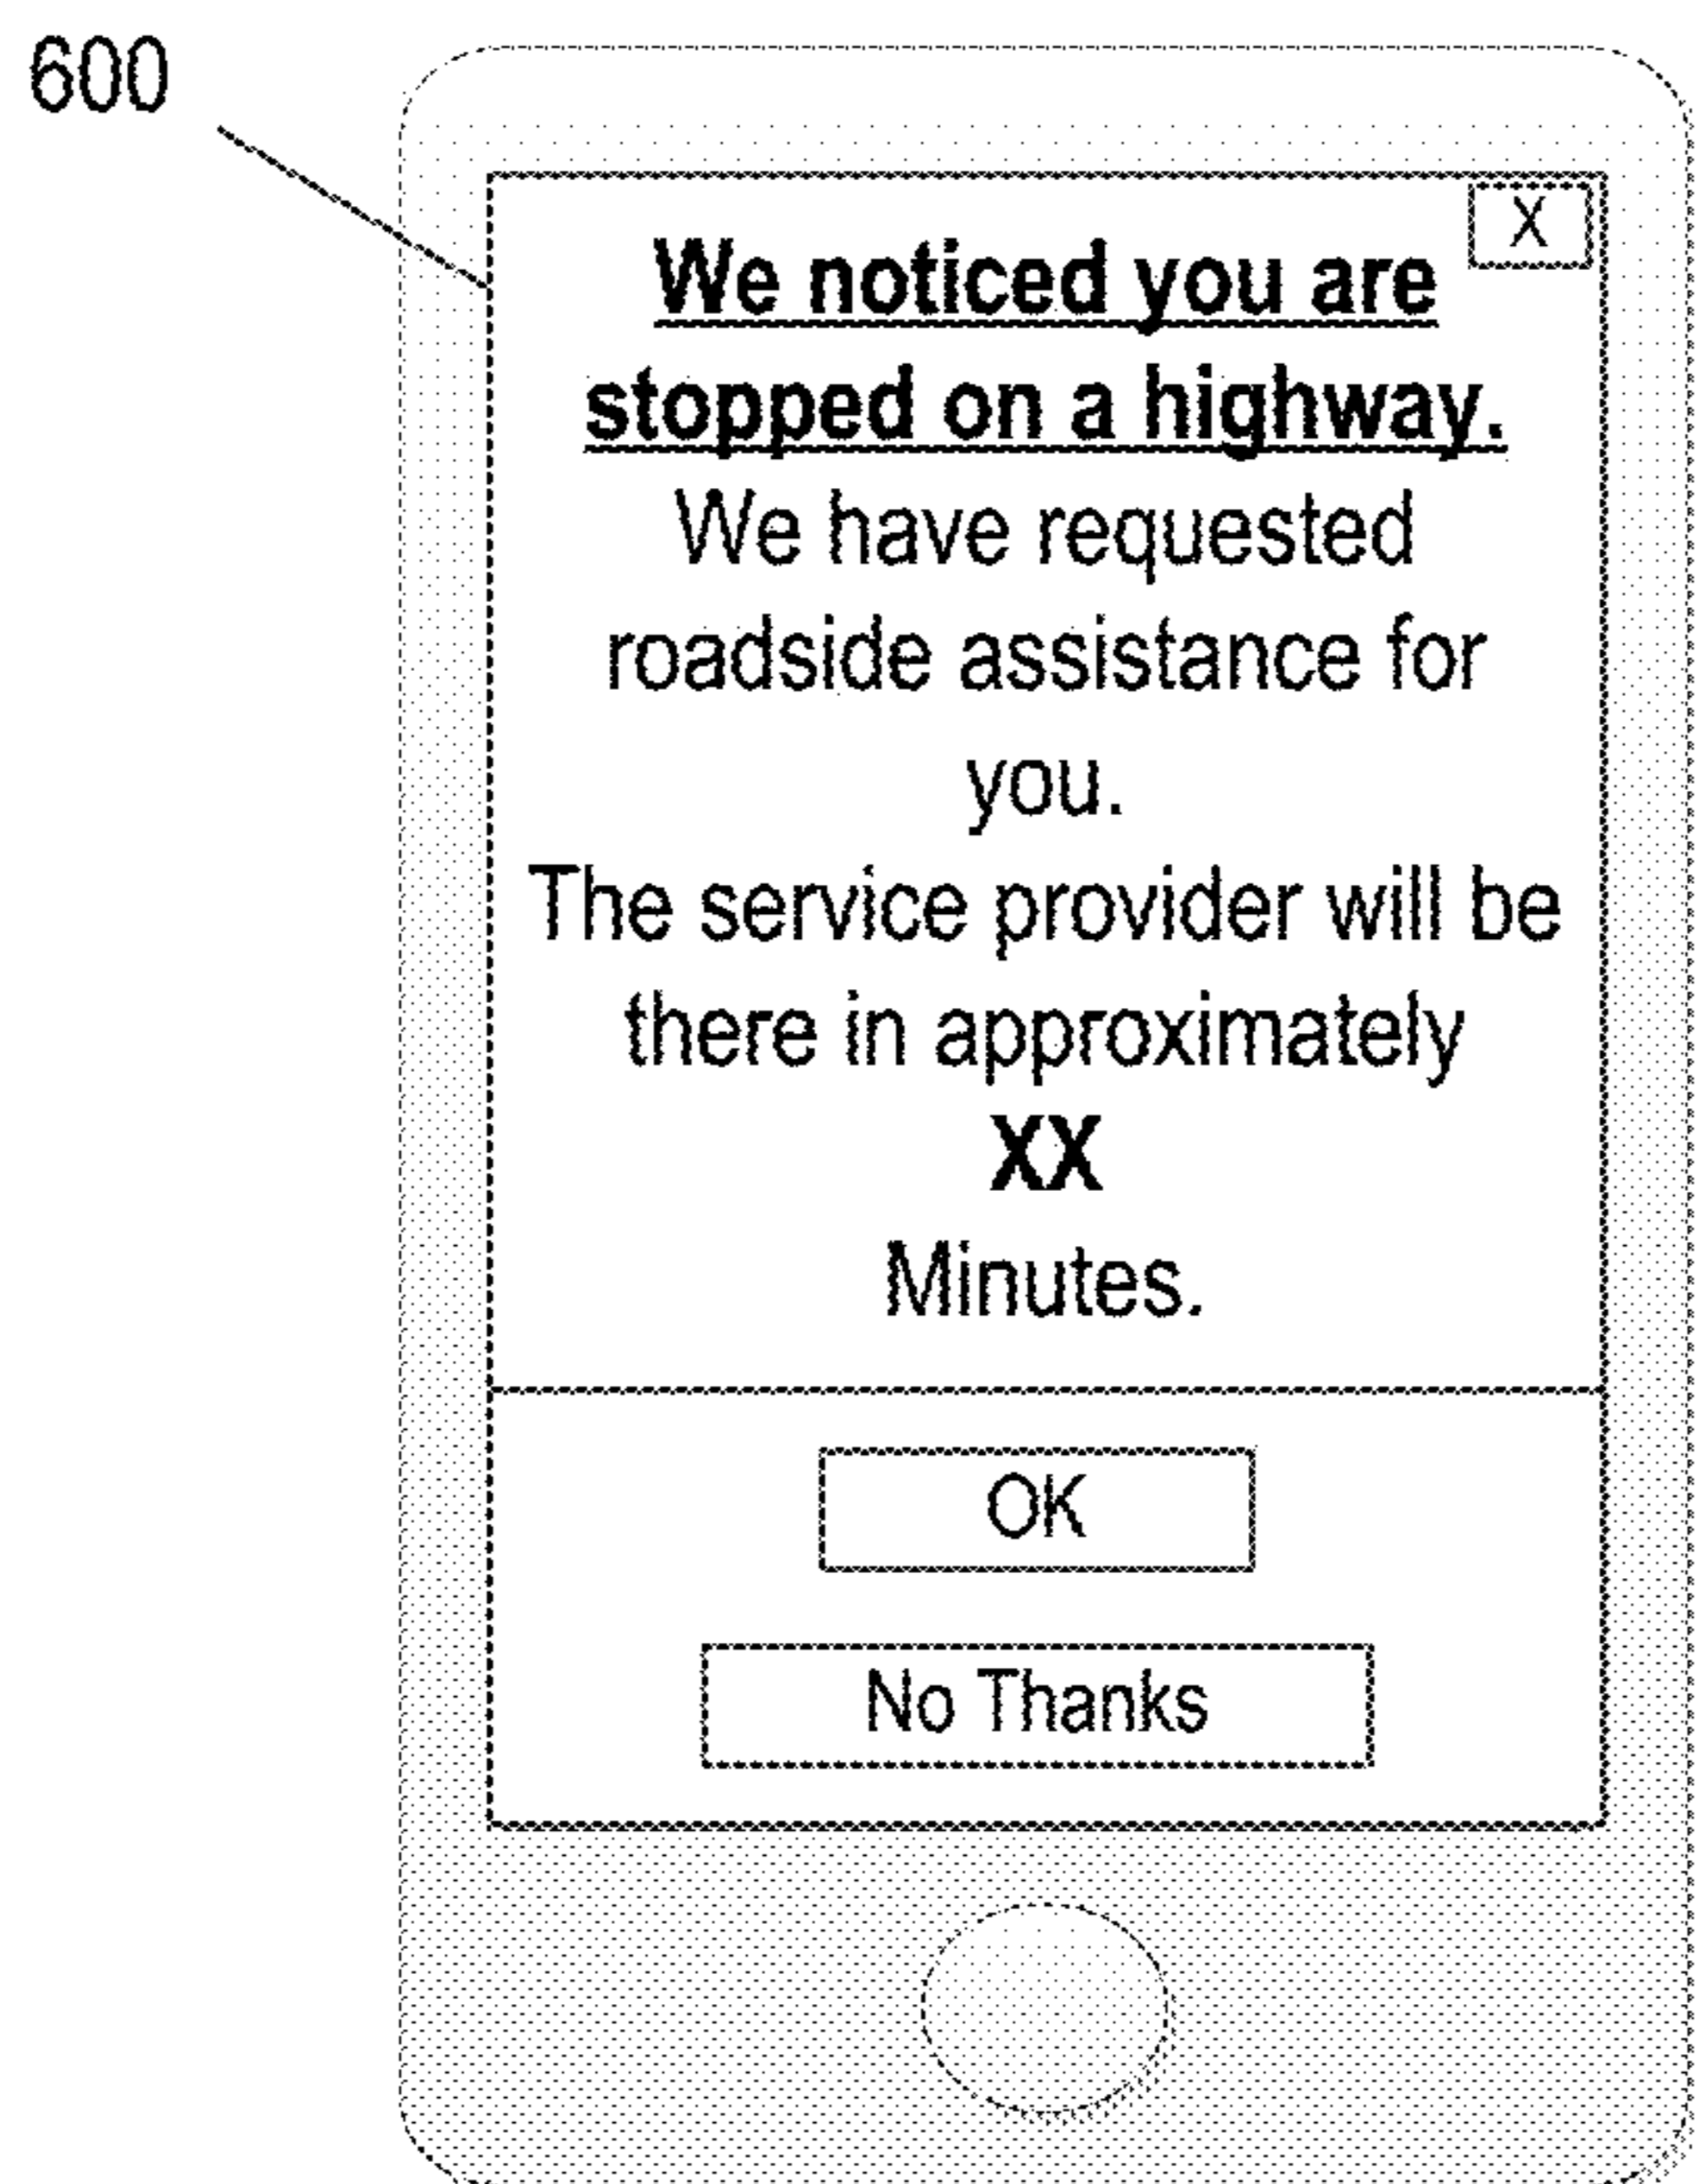 600
X
We noticed you are
stopped on a highway.
We have requested
roadside assistance for
you.
The service provider will be
there in approximately
XX
Minutes.
OK
No Thanks